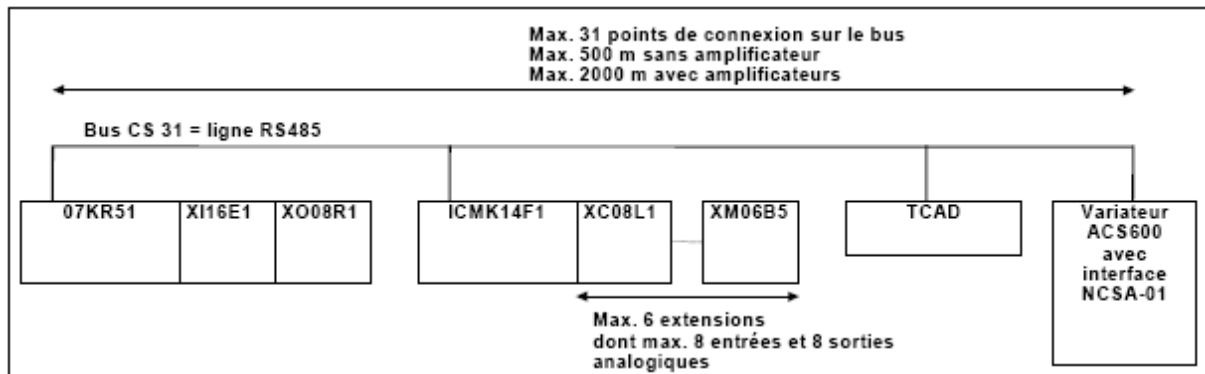 Max. 31 points de connexion sur le bus
Max. 500 m sans amplificateur
Max. 2000 m avec amplificateurs
Bus CS 31 = ligne RS485
07KR51
XI16E1
XO08R1
ICMK14F1
XC08L1
XM06B5
TCAD
Variateur
ACS600
avec
interface
NCSA-01
Max. 6 extensions
dont max. 8 entrées et 8 sorties
analogiques